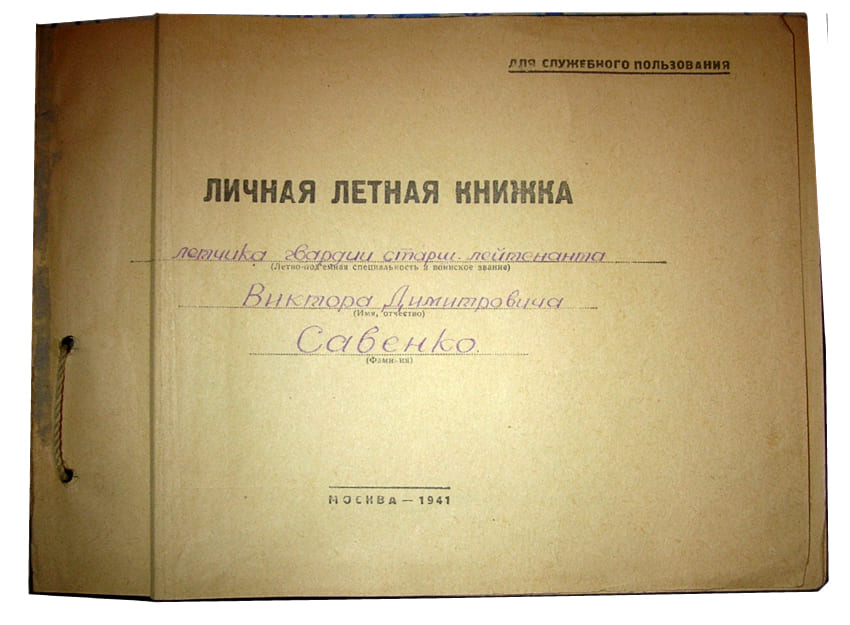 ДЛЯ СЛУЖЕБНОГО ПОЛЬЗОВАНИЯ
ЛИЧНАЯ ЛЕТНАЯ КНИЖКА
летчика гвардии старш. лейтенанта
(Летно-подъемная специальность и воинское звание)
Виктора Димитровича
(Имя, отчество)
Савенко.
(Фамилия)
МОСКВА — 1941